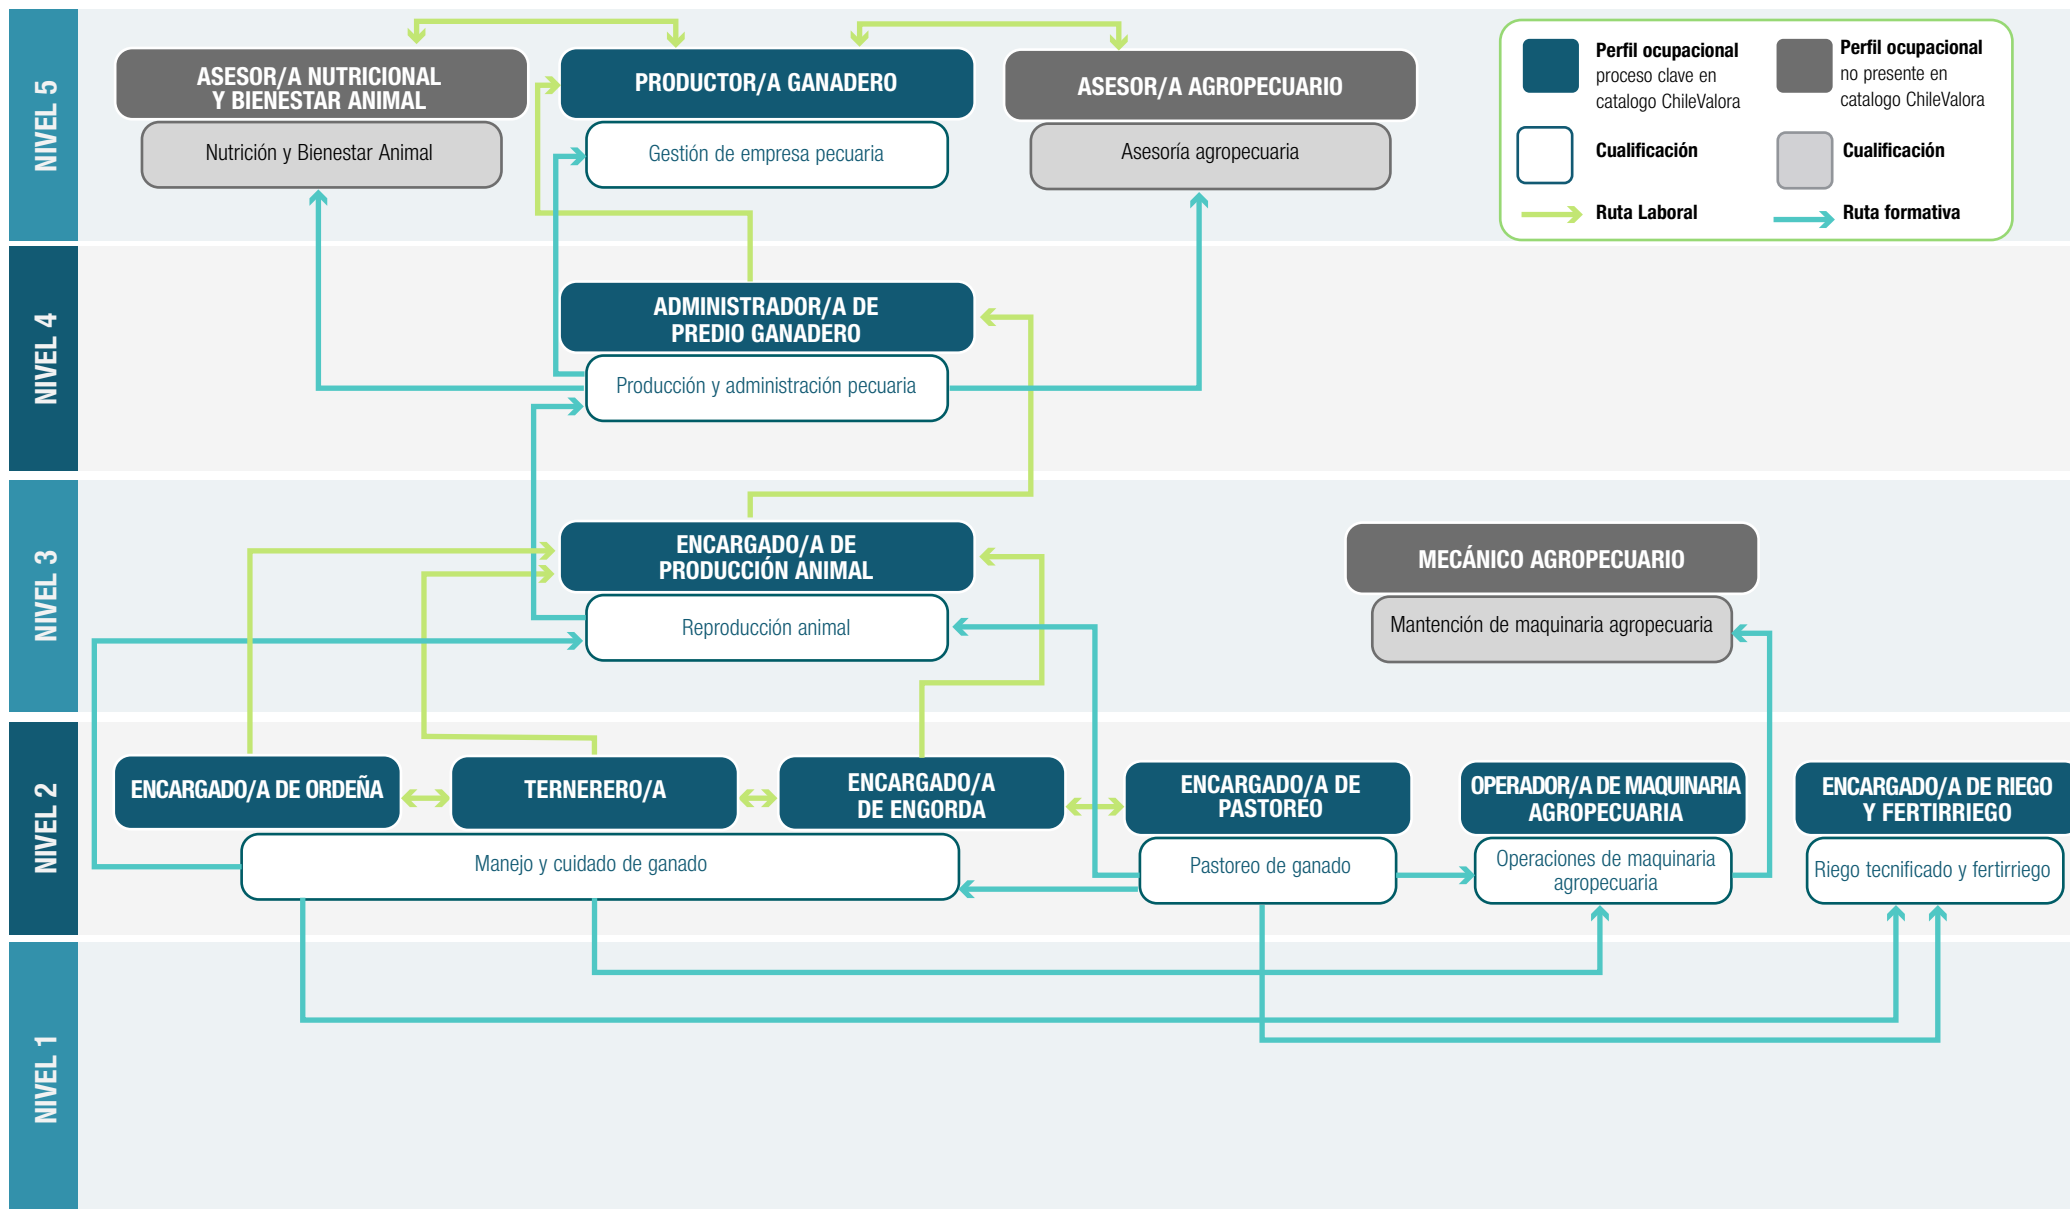 NIVEL 5
ASESOR/A NUTRICIONAL
Y BIENESTAR ANIMAL
Nutrición y Bienestar Animal
PRODUCTOR/A GANADERO
Gestión de empresa pecuaria
ASESOR/A AGROPECUARIO
Asesoría agropecuaria
Perfil ocupacional
proceso clave en
catalogo ChileValora
Perfil ocupacional
no presente en
catalogo ChileValora
Cualificación
Cualificación
Ruta Laboral
Ruta formativa
NIVEL 4
ADMINISTRADOR/A DE
PREDIO GANADERO
Producción y administración pecuaria
NIVEL 3
ENCARGADO/A DE
PRODUCCIÓN ANIMAL
Reproducción animal
MECÁNICO AGROPECUARIO
Mantención de maquinaria agropecuaria
NIVEL 2
ENCARGADO/A DE ORDEÑA
TERNERERO/A
ENCARGADO/A
DE ENGORDA
Manejo y cuidado de ganado
ENCARGADO/A DE
PASTOREO
Pastoreo de ganado
OPERADOR/A DE MAQUINARIA
AGROPECUARIA
Operaciones de maquinaria
agropecuaria
ENCARGADO/A DE RIEGO
Y FERTIRRIEGO
Riego tecnificado y fertirriego
NIVEL 1